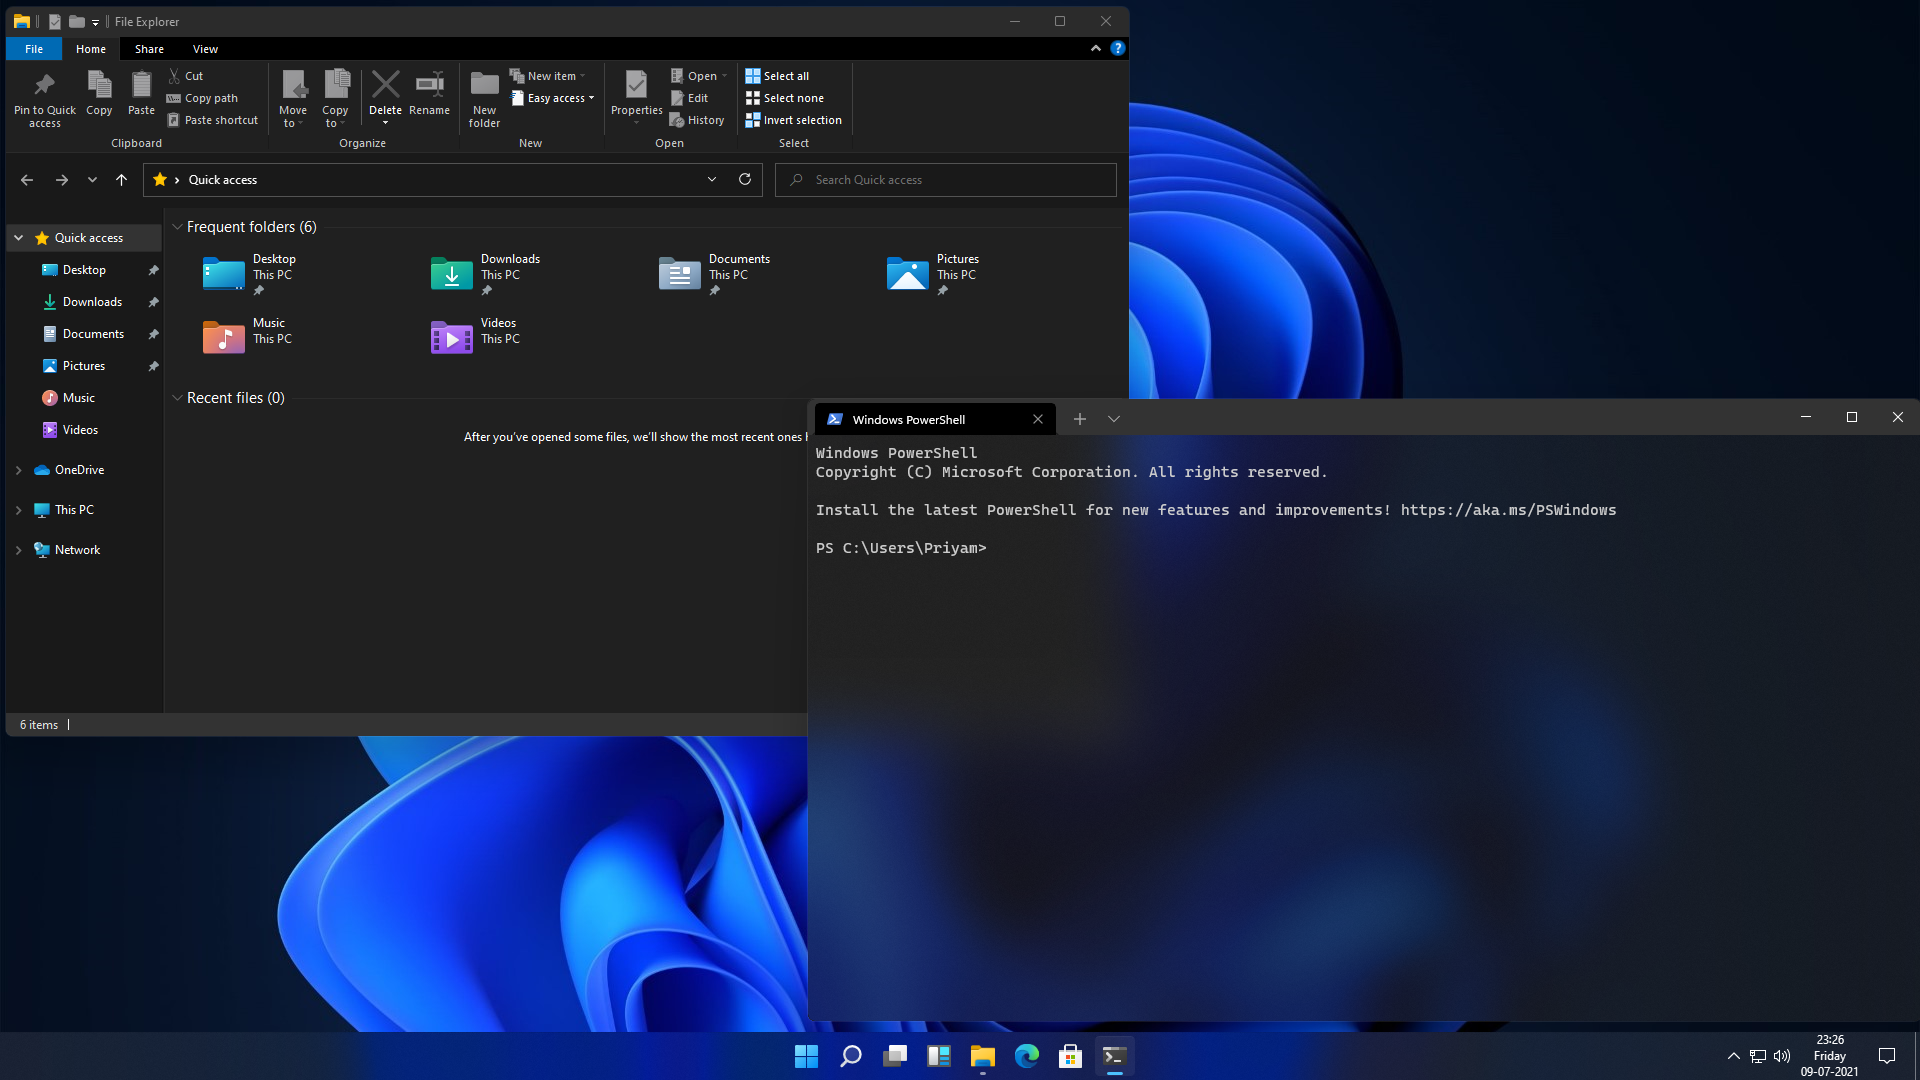 File Explorer
File Home Share View
Pin to Quick access
Copy
Paste
Cut
Copy path
Paste shortcut
Clipboard
Move to
Copy to
Delete
Rename
Organize
New folder
New item
Easy access
New
Properties
Open
Edit
History
Open
Select all
Select none
Invert selection
Select
Quick access
Search Quick access
Quick access
Desktop
Downloads
Documents
Pictures
Music
Videos
OneDrive
This PC
Network
Frequent folders (6)
Desktop
This PC
Downloads
This PC
Documents
This PC
Pictures
This PC
Music
This PC
Videos
This PC
Recent files (0)
After you've opened some files, we'll show the most recent ones
6 items
Windows PowerShell
Windows PowerShell
Copyright (C) Microsoft Corporation. All rights reserved.
Install the latest PowerShell for new features and improvements! https://aka.ms/PSWindows
PS C:\Users\Priyam>
23:26
Friday
09-07-2021